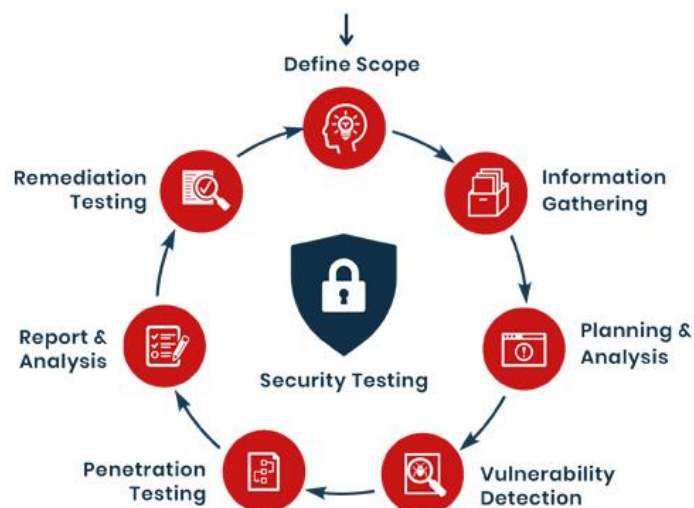 Define Scope
Information
Gathering
Planning &
Analysis
Vulnerability
Detection
Penetration
Testing
Report &
Analysis
Remediation
Testing
Security Testing